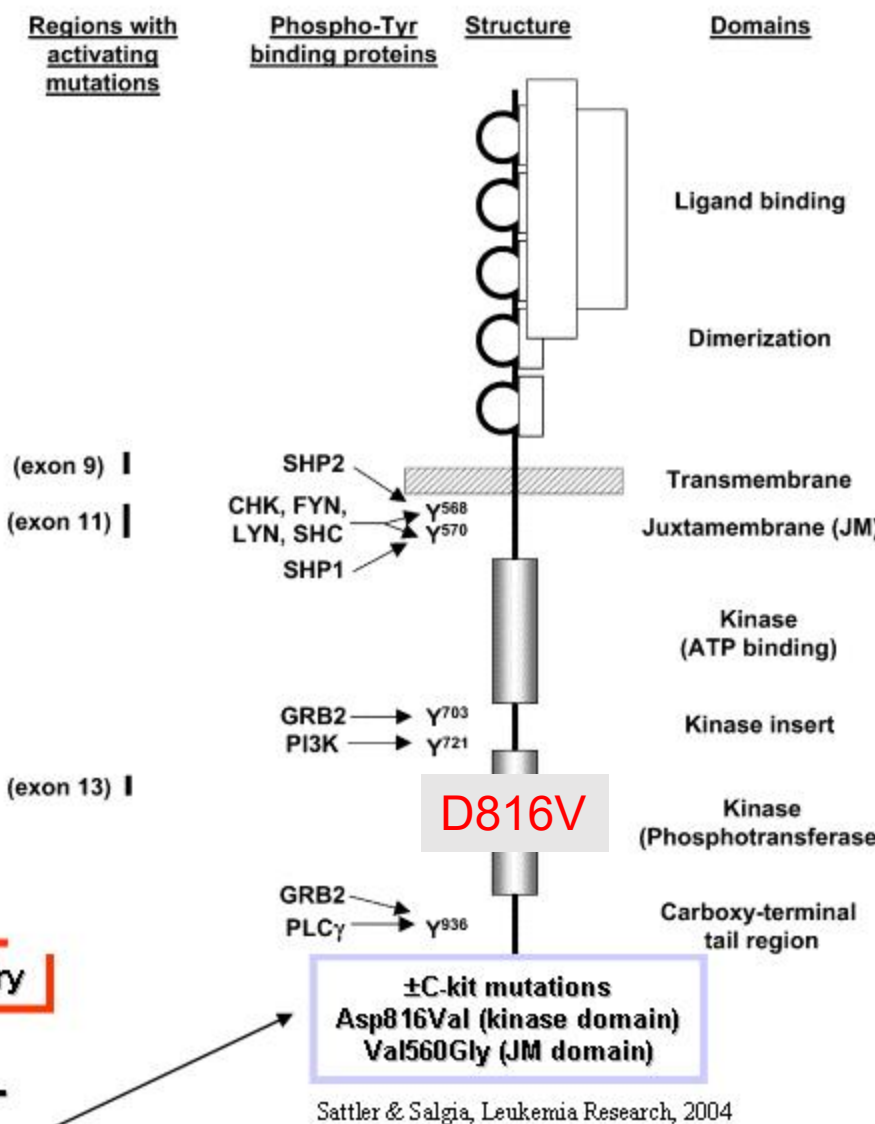 Regions with
activating
mutations
Phospho-Tyr
binding proteins
Structure
Domains
Ligand binding
Dimerization
(exon 9)
SHP2
Transmembrane
(exon 11)
CHK, FYN,
LYN, SHC
Y568
Y570
Juxtamembrane (JM)
SHP1
Kinase
(ATP binding)
GRB2
Y703
Kinase insert
PI3K
Y721
(exon 13)
D816V
Kinase
(Phosphotransferase
GRB2
PLCγ
Y936
Carboxy-terminal
tail region
ry
±C-kit mutations
Asp816Val (kinase domain)
Val560Gly (JM domain)
Sattler & Salgia, Leukemia Research, 2004